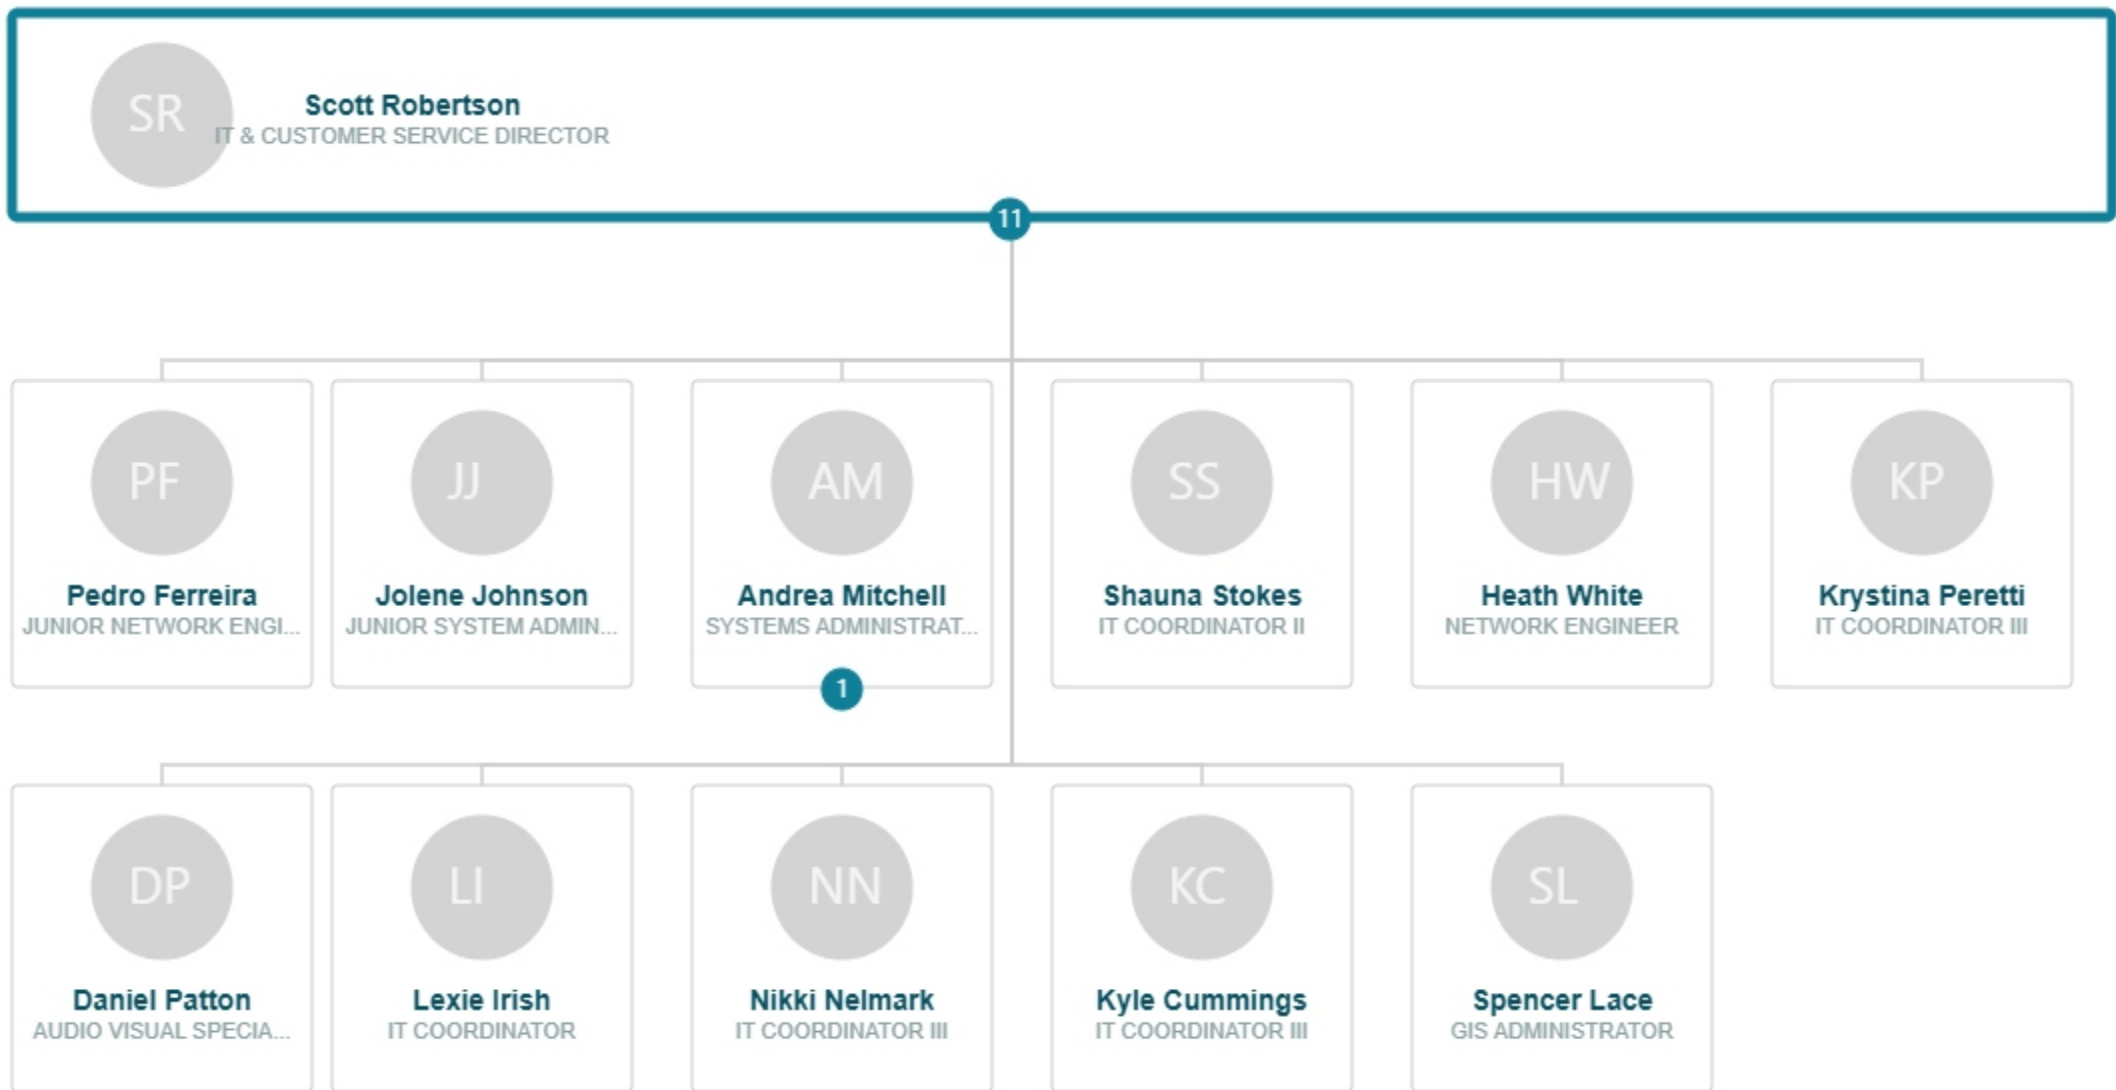 SR
Scott Robertson
IT & CUSTOMER SERVICE DIRECTOR
11
PF
Pedro Ferreira
JUNIOR NETWORK ENGI...
JJ
Jolene Johnson
JUNIOR SYSTEM ADMIN...
AM
Andrea Mitchell
SYSTEMS ADMINISTRAT...
1
SS
Shauna Stokes
IT COORDINATOR II
HW
Heath White
NETWORK ENGINEER
KP
Krystina Peretti
IT COORDINATOR III
DP
Daniel Patton
AUDIO VISUAL SPECIA...
LI
Lexie Irish
IT COORDINATOR
NN
Nikki Nelmark
IT COORDINATOR III
KC
Kyle Cummings
IT COORDINATOR III
SL
Spencer Lace
GIS ADMINISTRATOR